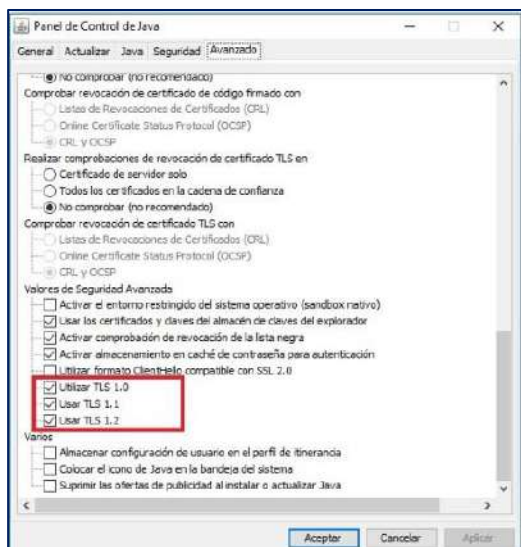 Panel de Control de Java
General Actualizar Java Seguridad Avanzado
No comprobar (no recomendado)
Comprobar revocación de certificado de código firmado con
Listas de Revocaciones de Certificados (CRL)
Online Certificate Status Protocol (OCSP)
CRL y OCSP
Realizar comprobaciones de revocación de certificado TLS en
Certificado de servidor solo
Todos los certificados en la cadena de confianza
No comprobar (no recomendado)
Comprobar revocación de certificado TLS con
Listas de Revocaciones de Certificados (CRL)
Online Certificate Status Protocol (OCSP)
CRL y OCSP
Valores de Seguridad Avanzada
Activar el entorno restringido del sistema operativo (sandbox nativo)
Usar los certificados y claves del almacén de claves del explorador
Activar comprobación de revocación de la lista negra
Activar almacenamiento en caché de contraseña para autenticación
Utilizar formato ClientHello compatible con SSL 2.0
Utilizar TLS 1.0
Usar TLS 1.1
Usar TLS 1.2
Varios
Almacenar configuración de usuario en el perfil de itinerancia
Colocar el icono de Java en la bandeja del sistema
Suprimir las ofertas de publicidad al instalar o actualizar Java
Aceptar Cancelar Aplicar